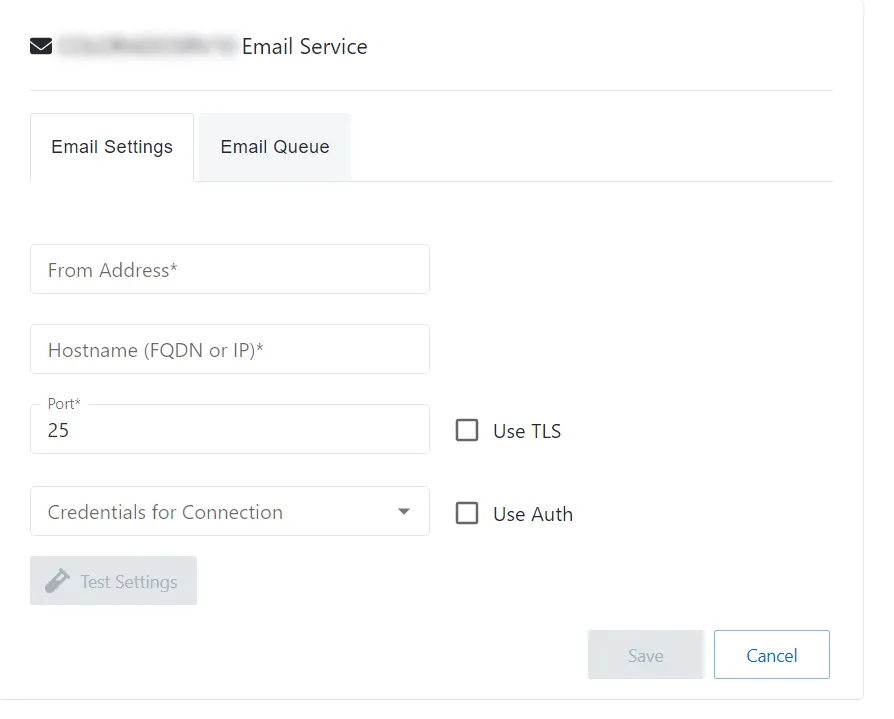 Email Service
Email Settings
Email Queue
From Address*
Hostname (FQDN or IP)*
Port*
25
Use TLS
Credentials for Connection
Use Auth
Test Settings
Save
Cancel